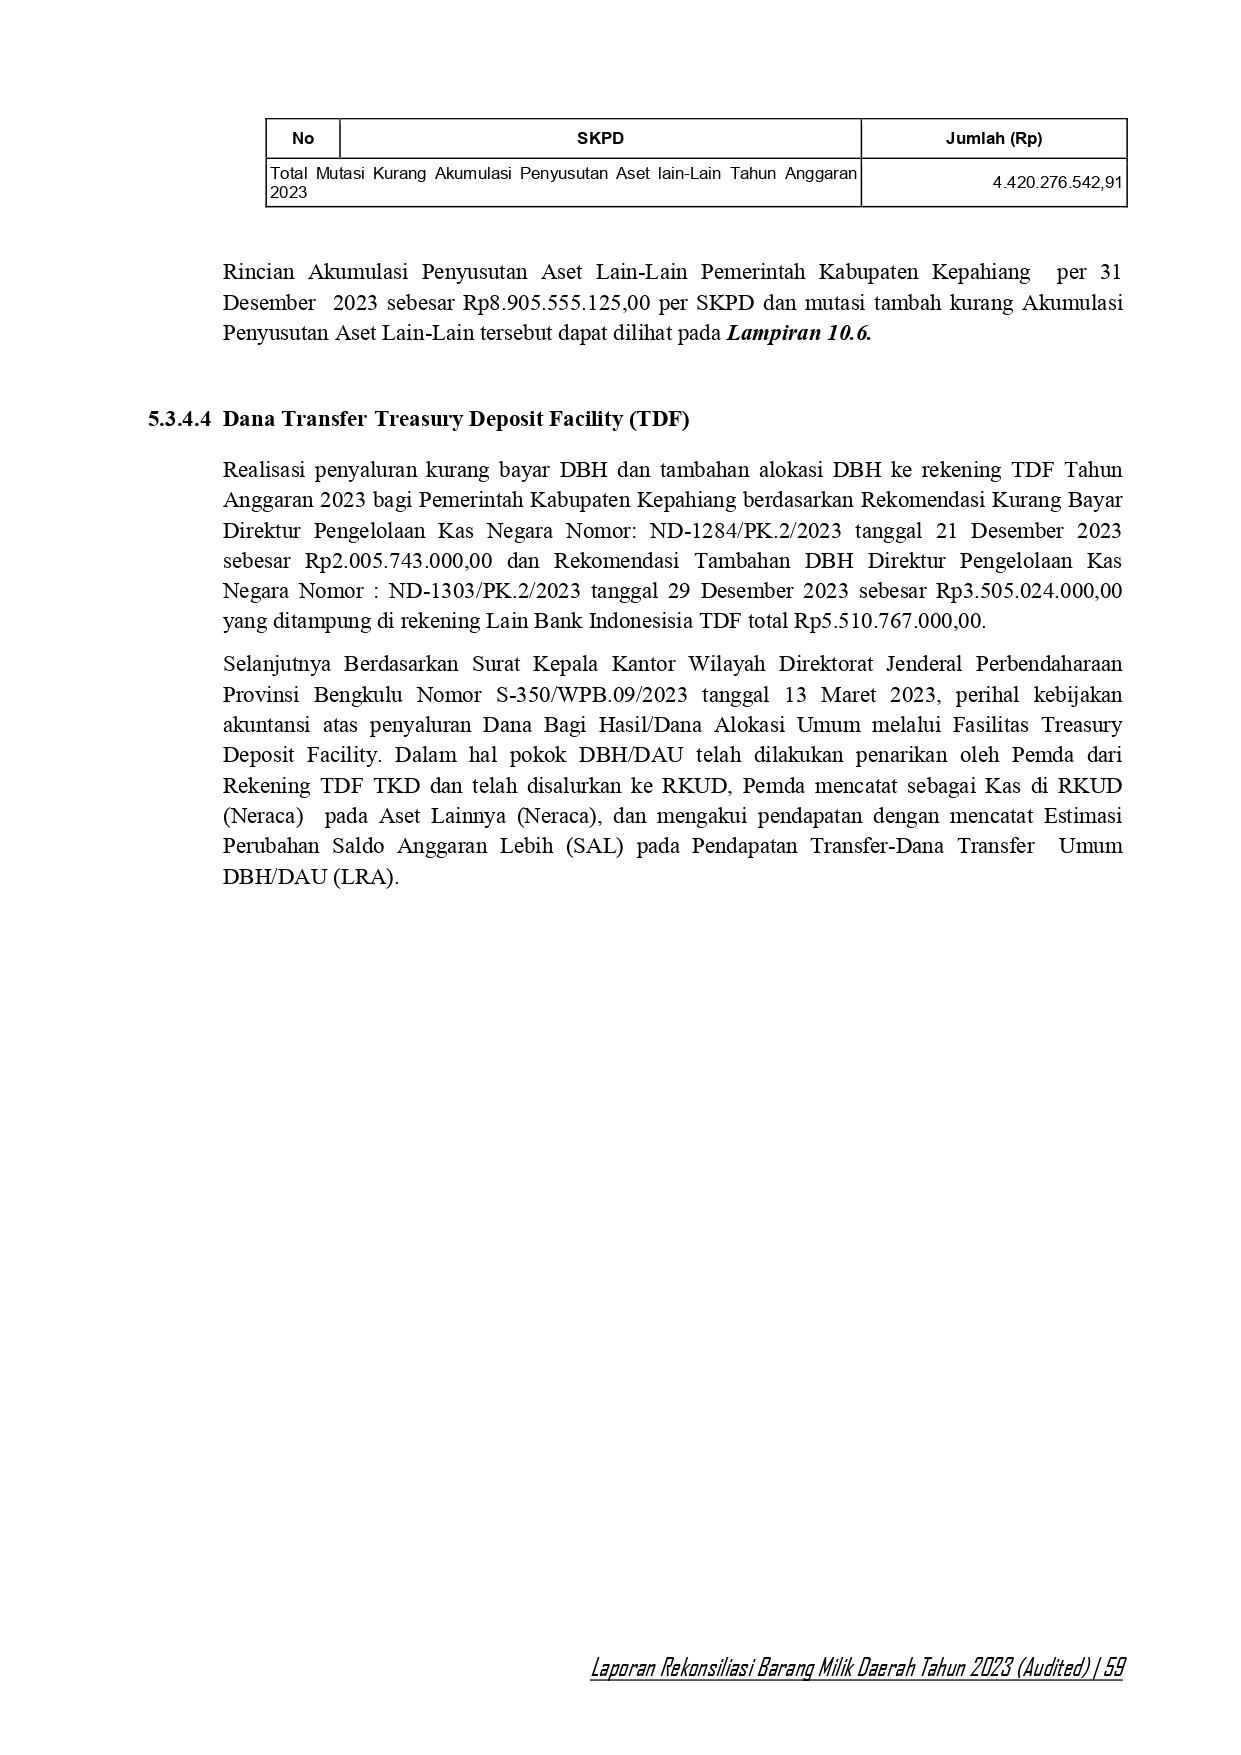 No SKPD Jumlah (Rp)
Total Mutasi Kurang Akumulasi Penyusutan Aset lain-Lain Tahun Anggaran
2023
4.420.276.542,91
Rincian Akumulasi Penyusutan Aset Lain-Lain Pemerintah Kabupaten Kepahiang per 31
Desember 2023 sebesar Rp8.905.555.125,00 per SKPD dan mutasi tambah kurang Akumulasi
Penyusutan Aset Lain-Lain tersebut dapat dilihat pada Lampiran 10.6.
5.3.4.4 Dana Transfer Treasury Deposit Facility (TDF)
Realisasi penyaluran kurang bayar DBH dan tambahan alokasi DBH ke rekening TDF Tahun
Anggaran 2023 bagi Pemerintah Kabupaten Kepahiang berdasarkan Rekomendasi Kurang Bayar
Direktur Pengelolaan Kas Negara Nomor: ND-1284/PK.2/2023 tanggal 21 Desember 2023
sebesar Rp2.005.743.000,00 dan Rekomendasi Tambahan DBH Direktur Pengelolaan Kas
Negara Nomor : ND-1303/PK.2/2023 tanggal 29 Desember 2023 sebesar Rp3.505.024.000,00
yang ditampung di rekening Lain Bank Indonesisia TDF total Rp5.510.767.000,00.
Selanjutnya Berdasarkan Surat Kepala Kantor Wilayah Direktorat Jenderal Perbendaharaan
Provinsi Bengkulu Nomor S-350/WPB.09/2023 tanggal 13 Maret 2023, perihal kebijakan
akuntansi atas penyaluran Dana Bagi Hasil/Dana Alokasi Umum melalui Fasilitas Treasury
Deposit Facility. Dalam hal pokok DBH/DAU telah dilakukan penarikan oleh Pemda dari
Rekening TDF TKD dan telah disalurkan ke RKUD, Pemda mencatat sebagai Kas di RKUD
(Neraca) pada Aset Lainnya (Neraca), dan mengakui pendapatan dengan mencatat Estimasi
Perubahan Saldo Anggaran Lebih (SAL) pada Pendapatan Transfer-Dana Transfer Umum
DBH/DAU (LRA).
Laporan Rekonsiliasi Barang Milik Daerah Tahun 2023 (Audited) | 59